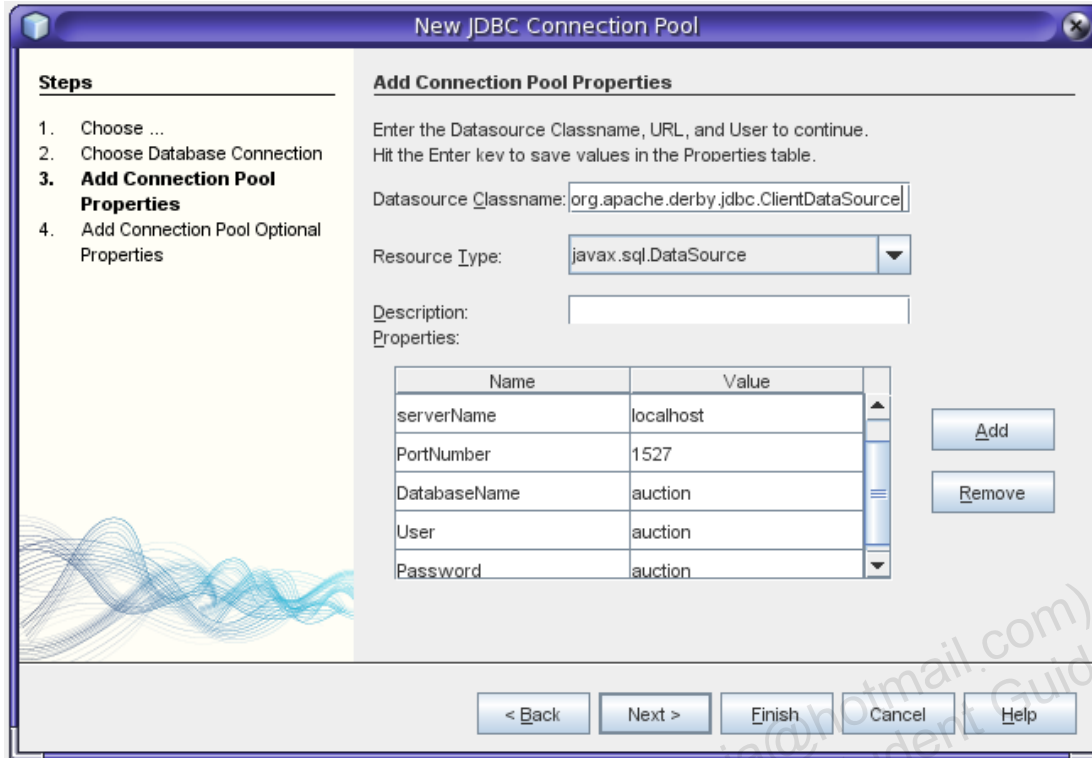 New JDBC Connection Pool
Steps
1. Choose ...
2. Choose Database Connection
3. Add Connection Pool
Properties
4. Add Connection Pool Optional
Properties
Add Connection Pool Properties
Enter the Datasource Classname, URL, and User to continue.
Hit the Enter key to save values in the Properties table.
Datasource Classname: org.apache.derby.jdbc.ClientDataSource
Resource Type: javax.sql.DataSource
Description:
Properties:
Name Value
serverName localhost
PortNumber 1527
DatabaseName auction
User auction
Password auction
Add
Remove
< Back Next > Finish Cancel Help
@hotmail.com)